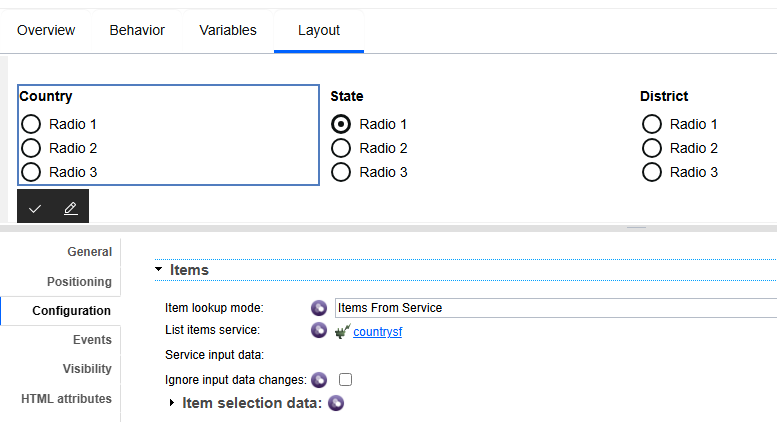 Overview Behavior Variables Layout
Country State District
Radio 1 Radio 1 Radio 1
Radio 2 Radio 2 Radio 2
Radio 3 Radio 3 Radio 3
General
Positioning
Configuration
Events
Visibility
HTML attributes
Items
Item lookup mode: Items From Service
List items service: countrysf
Service input data:
Ignore input data changes:
Item selection data: